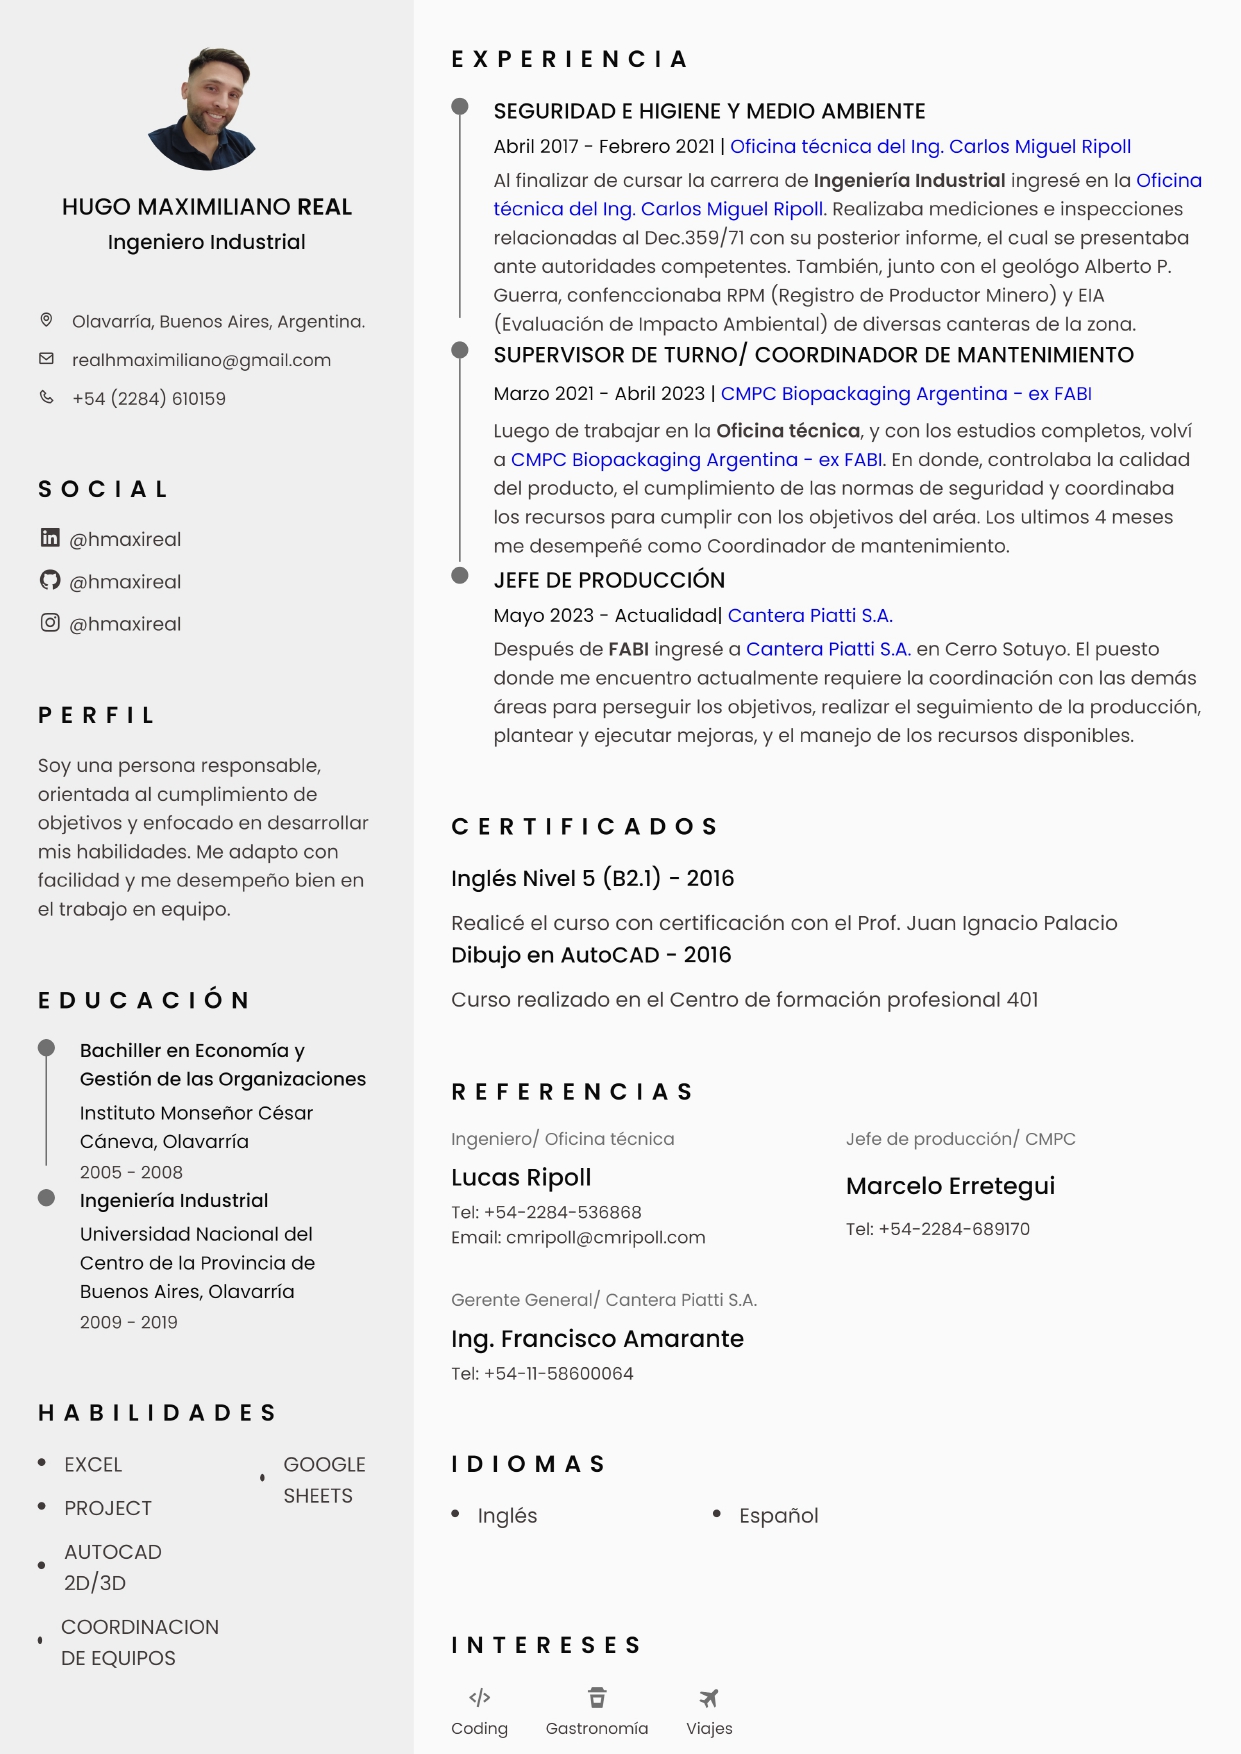 HUGO MAXIMILIANO REAL
Ingeniero Industrial
Olavarría, Buenos Aires, Argentina.
realhmaximiliano@gmail.com
+54 (2284) 610159
SOCIAL
@hmaxireal
@hmaxireal
@hmaxireal
PERFIL
Soy una persona responsable,
orientada al cumplimiento de
objetivos y enfocado en desarrollar
mis habilidades. Me adapto con
facilidad y me desempeño bien en
el trabajo en equipo.
EDUCACIÓN
Bachiller en Economía y
Gestión de las Organizaciones
Instituto Monseñor César
Cáneva, Olavarría
2005 - 2008
Ingeniería Industrial
Universidad Nacional del
Centro de la Provincia de
Buenos Aires, Olavarría
2009 - 2019
HABILIDADES
EXCEL
PROJECT
AUTOCAD
2D/3D
COORDINACION
DE EQUIPOS
GOOGLE
SHEETS
EXPERIENCIA
SEGURIDAD E HIGIENE Y MEDIO AMBIENTE
Abril 2017 - Febrero 2021 | Oficina técnica del Ing. Carlos Miguel Ripoll
Al finalizar de cursar la carrera de Ingeniería Industrial ingresé en la Oficina
técnica del Ing. Carlos Miguel Ripoll. Realizaba mediciones e inspecciones
relacionadas al Dec.359/71 con su posterior informe, el cual se presentaba
ante autoridades competentes. También, junto con el geológo Alberto P.
Guerra, confenccionaba RPM (Registro de Productor Minero) y EIA
(Evaluación de Impacto Ambiental) de diversas canteras de la zona.
SUPERVISOR DE TURNO/ COORDINADOR DE MANTENIMIENTO
Marzo 2021 - Abril 2023 | CMPC Biopackaging Argentina - ex FABI
Luego de trabajar en la Oficina técnica, y con los estudios completos, volví
a CMPC Biopackaging Argentina - ex FABI. En donde, controlaba la calidad
del producto, el cumplimiento de las normas de seguridad y coordinaba
los recursos para cumplir con los objetivos del aréa. Los ultimos 4 meses
me desempeñé como Coordinador de mantenimiento.
JEFE DE PRODUCCIÓN
Mayo 2023 - Actualidad| Cantera Piatti S.A.
Después de FABI ingresé a Cantera Piatti S.A. en Cerro Sotuyo. El puesto
donde me encuentro actualmente requiere la coordinación con las demás
áreas para perseguir los objetivos, realizar el seguimiento de la producción,
plantear y ejecutar mejoras, y el manejo de los recursos disponibles.
CERTIFICADOS
Inglés Nivel 5 (B2.1) - 2016
Realicé el curso con certificación con el Prof. Juan Ignacio Palacio
Dibujo en AutoCAD - 2016
Curso realizado en el Centro de formación profesional 401
REFERENCIAS
Ingeniero/ Oficina técnica
Lucas Ripoll
Tel: +54-2284-536868
Email: cmripoll@cmripoll.com
Jefe de producción/ CMPC
Marcelo Erretegui
Tel: +54-2284-689170
Gerente General/ Cantera Piatti S.A.
Ing. Francisco Amarante
Tel: +54-11-58600064
IDIOMAS
Inglés
Español
INTERESES
Coding
Gastronomía
Viajes